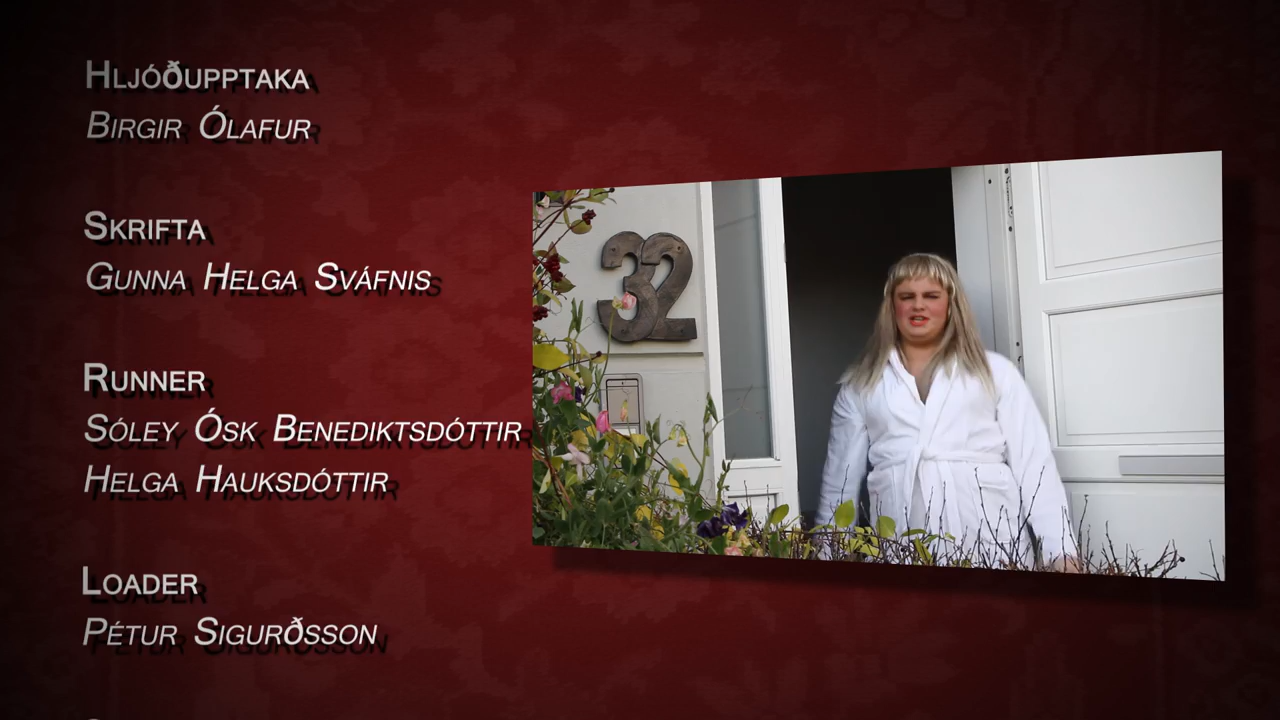 Hljóðupptaka
Birgir Ólafur
Skrifta
Gunna Helga Sváfnis
Runner
Sóley Ósk Benediktsdóttir
Helga Hauksdóttir
Loader
Pétur Sigurðsson
32